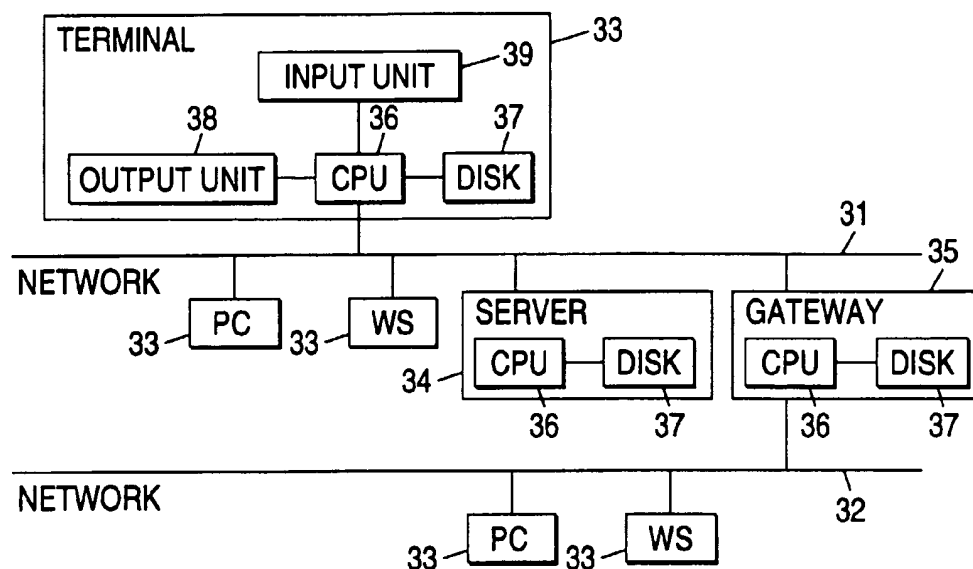 TERMINAL
33
INPUT UNIT
39
38
36
37
OUTPUT UNIT
CPU
DISK
31
NETWORK
35
33
PC
33
WS
SERVER
GATEWAY
34
CPU
DISK
CPU
DISK
36
37
36
37
NETWORK
32
33
PC
33
WS